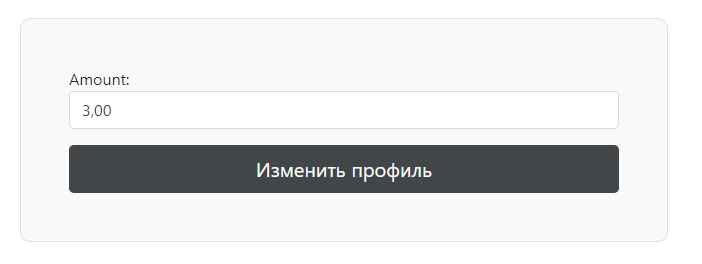 Amount:
3,00
Изменить профиль